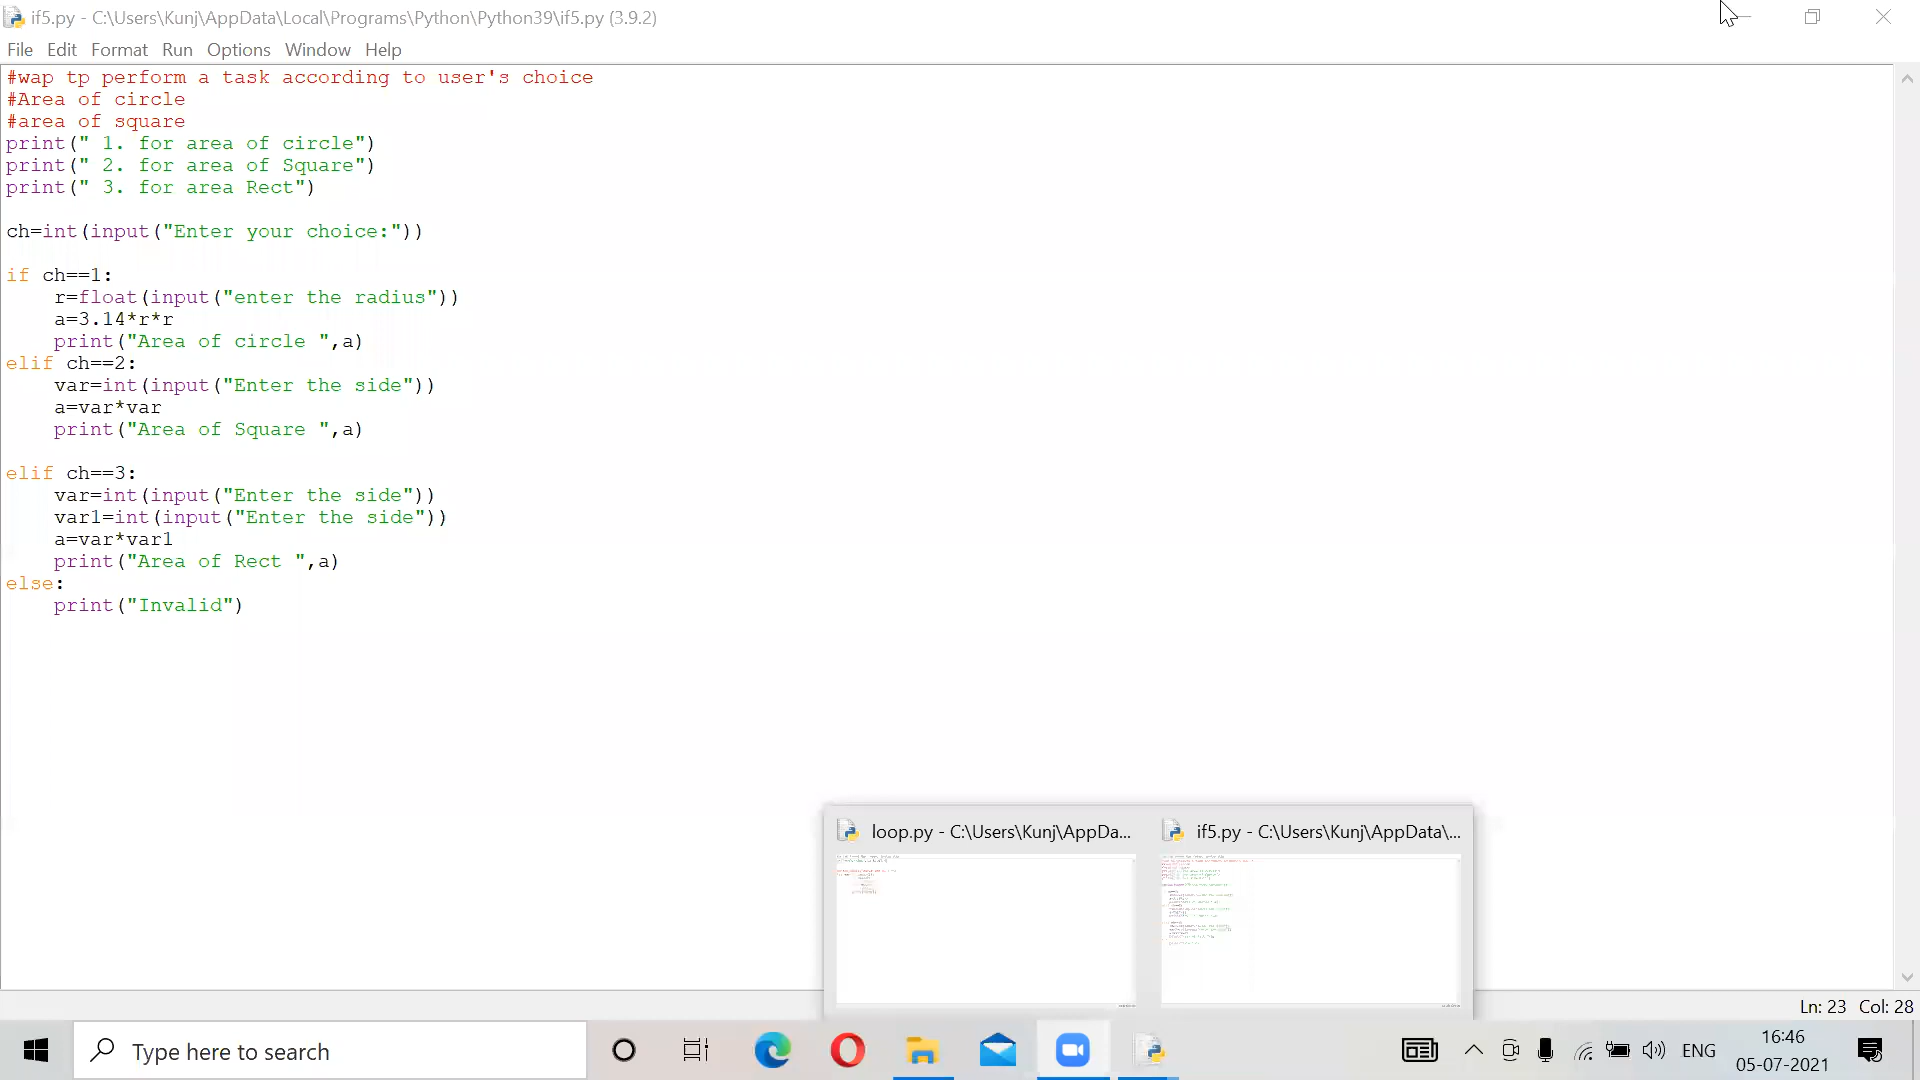 if5.py - C:\Users\Kunj\AppData\Local\Programs\Python\Python39\if5.py (3.9.2)
File Edit Format Run Options Window Help
#wap tp perform a task according to user's choice
#Area of circle
#area of square
print(" 1. for area of circle")
print(" 2. for area of Square")
print(" 3. for area Rect")
ch=int(input("Enter your choice:"))
if ch==1:
    r=float(input("enter the radius"))
    a=3.14*r*r
    print("Area of circle ",a)
elif ch==2:
    var=int(input("Enter the side"))
    a=var*var
    print("Area of Square ",a)
elif ch==3:
    var=int(input("Enter the side"))
    var1=int(input("Enter the side"))
    a=var*var1
    print("Area of Rect ",a)
else:
    print("Invalid")
loop.py - C:\Users\Kunj\AppDa... if5.py - C:\Users\Kunj\AppData\...
Ln: 23 Col: 28
Type here to search
ENG
16:46
05-07-2021